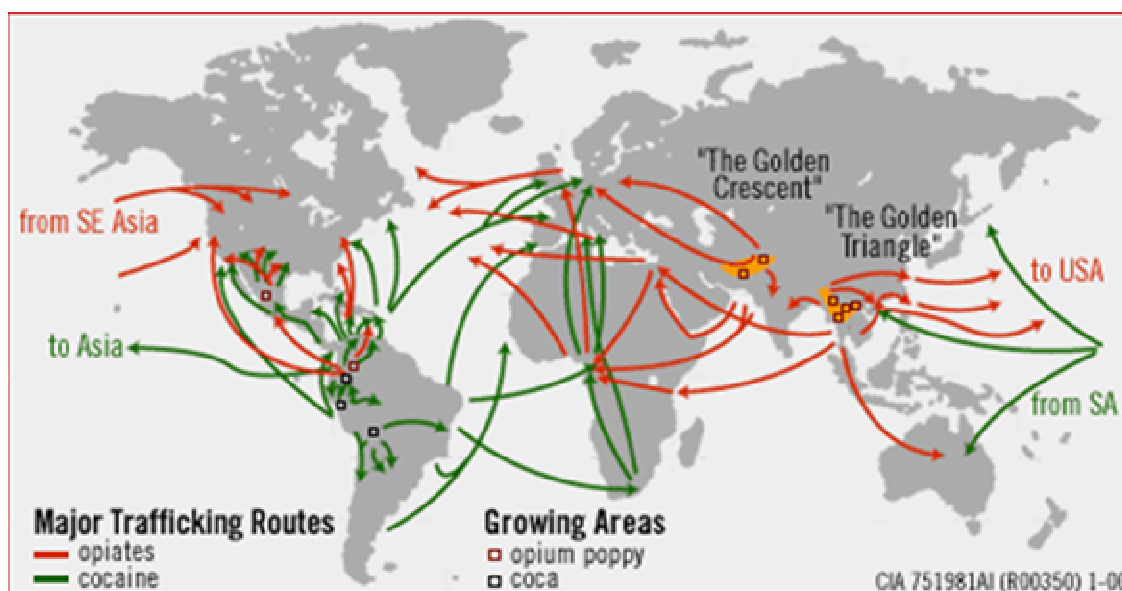 "The Golden
Crescent"
"The Golden
Triangle"
from SE Asia
to USA
to Asia
from SA
Major Trafficking Routes
opiates
cocaine
Growing Areas
opium poppy
coca
CIA 751981AI (R00350) 1-00